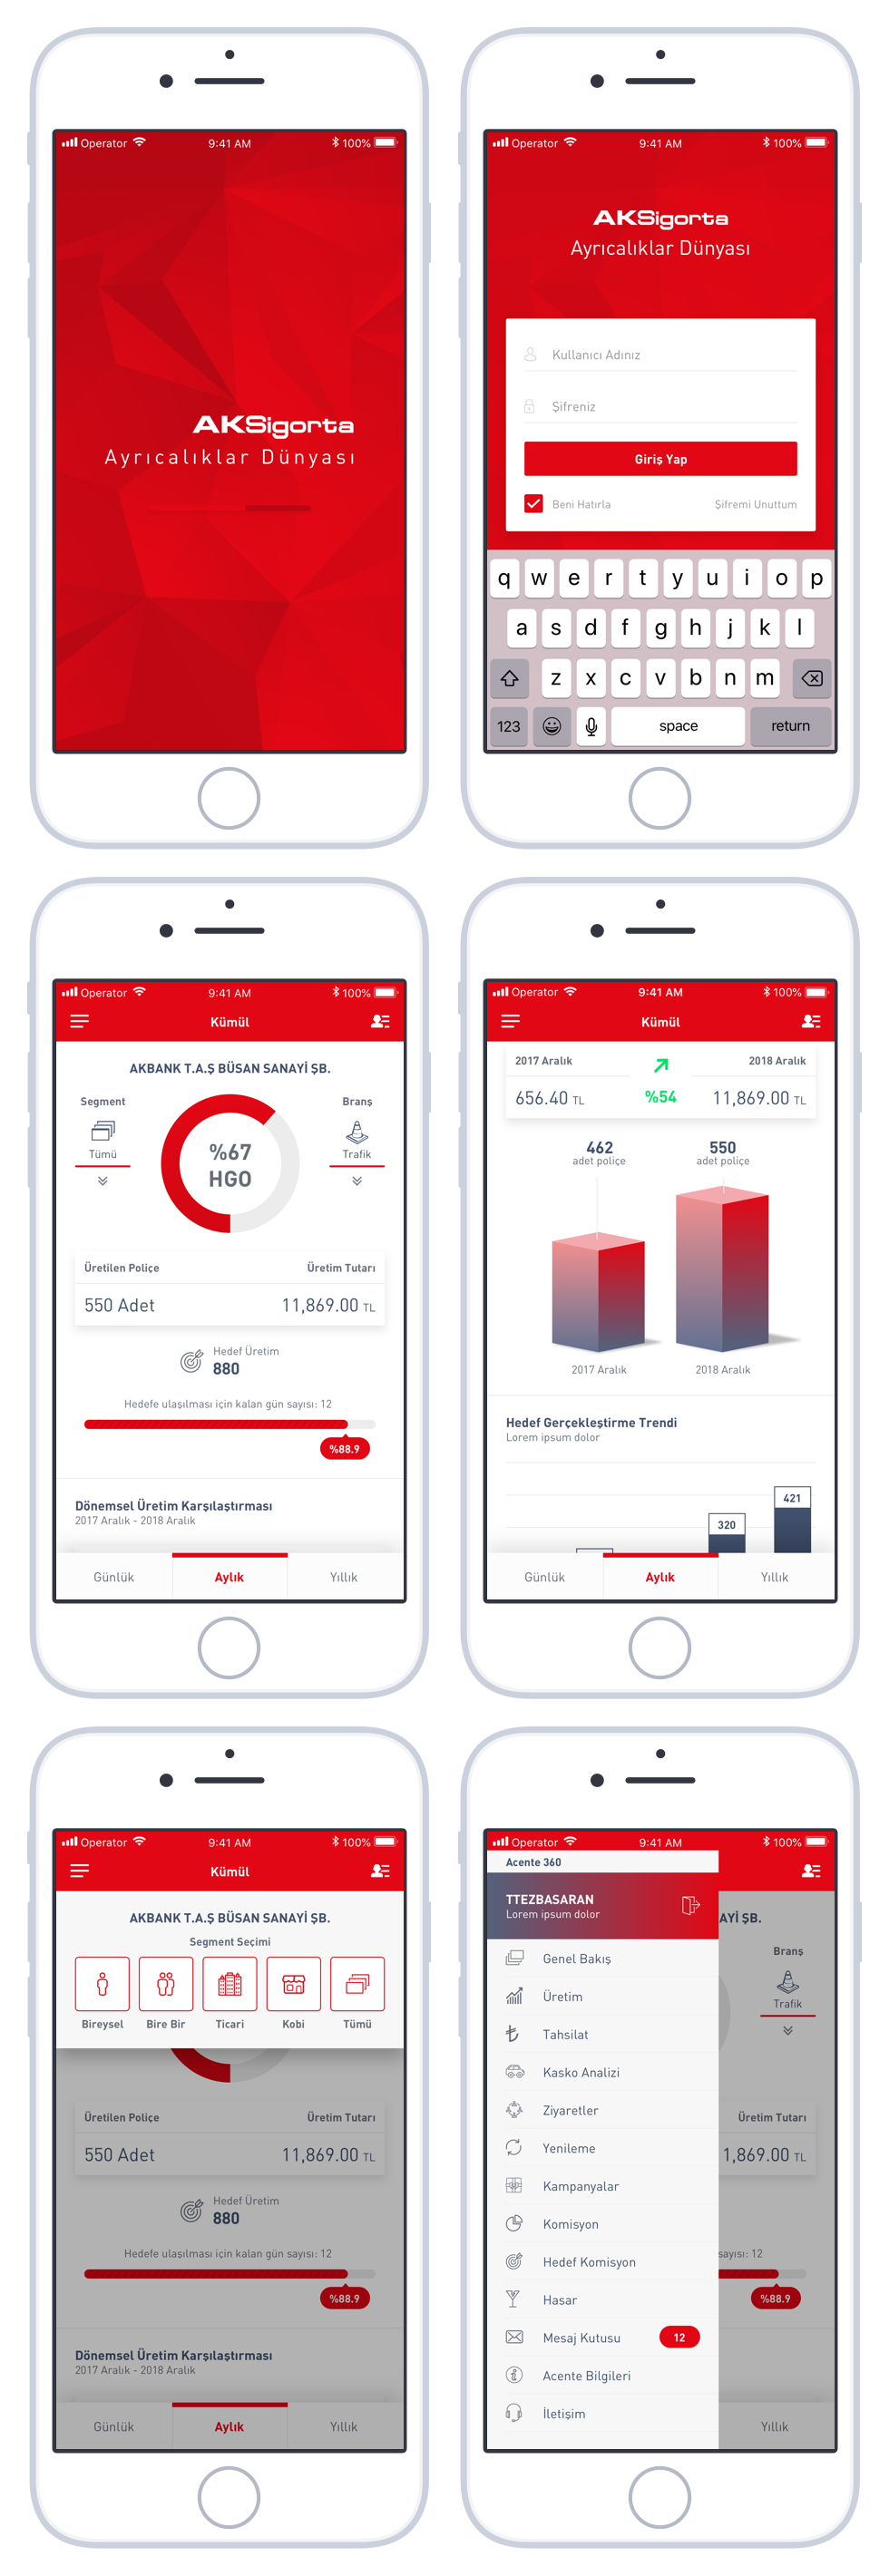 Operator 9:41 AM 100%
AKSigorta
Ayrıcalıklar Dünyası
Operator 9:41 AM 100%
AKSigorta
Ayrıcalıklar Dünyası
Kullanıcı Adınız
Şifreniz
Giriş Yap
Beni Hatırla Şifremi Unuttum
q w e r t y u i o p
a s d f g h j k l
z x c v b n m
123 space return
Operator 9:41 AM 100%
Kümül
AKBANK T.A.Ş BÜSAN SANAYİ ŞB.
Segment Branş
Tümü Trafik
%67
HGO
Üretilen Poliçe Üretim Tutarı
550 Adet 11,869.00 TL
Hedef Üretim
880
Hedefe ulaşılması için kalan gün sayısı: 12
%88.9
Dönemsel Üretim Karşılaştırması
2017 Aralık - 2018 Aralık
Günlük Aylık Yıllık
Operator 9:41 AM 100%
Kümül
2017 Aralık 2018 Aralık
656.40 TL %54 11,869.00 TL
462 550
adet poliçe adet poliçe
2017 Aralık 2018 Aralık
Hedef Gerçekleştirme Trendi
Lorem ipsum dolor
421
320
Günlük Aylık Yıllık
Operator 9:41 AM 100%
Kümül
AKBANK T.A.Ş BÜSAN SANAYİ ŞB.
Segment Seçimi
Bireysel Bire Bir Ticari Kobi Tümü
Üretilen Poliçe Üretim Tutarı
550 Adet 11,869.00 TL
Hedef Üretim
880
Hedefe ulaşılması için kalan gün sayısı: 12
%88.9
Dönemsel Üretim Karşılaştırması
2017 Aralık - 2018 Aralık
Günlük Aylık Yıllık
Operator 9:41 AM 100%
Acente 360
TTEZBASARAN
Lorem ipsum dolor
Genel Bakış
Üretim
Tahsilat
Kasko Analizi
Ziyaretler
Yenileme
Kampanyalar
Komisyon
Hedef Komisyon
Hasar
Mesaj Kutusu 12
Acente Bilgileri
İletişim
AYİ ŞB.
Branş
Trafik
Üretim Tutarı
1,869.00 TL
sayısı: 12
%88.9
Yıllık